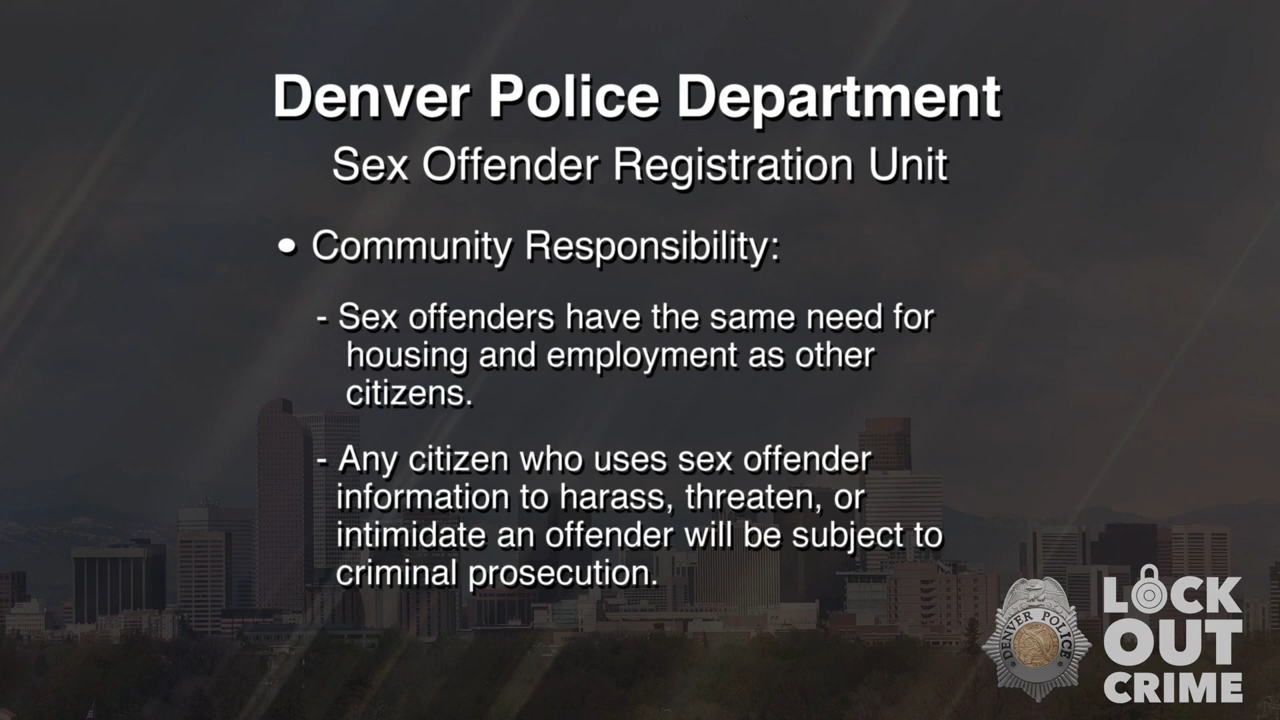 Denver Police Department
Sex Offender Registration Unit
• Community Responsibility:
- Sex offenders have the same need for
housing and employment as other
citizens.
- Any citizen who uses sex offender
information to harass, threaten, or
intimidate an offender will be subject to
criminal prosecution.
DENVER POLICE
LOCK
OUT
CRIME